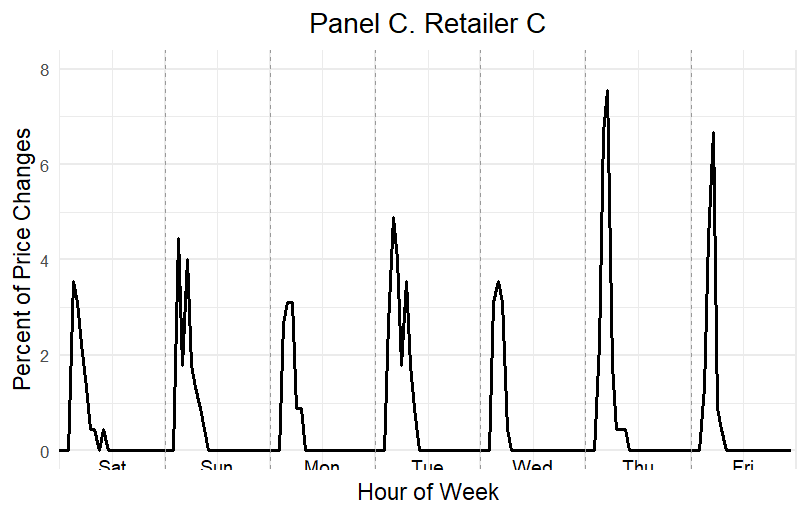 Panel C. Retailer C
8
6
4
2
0
Percent of Price Changes
Sat Sun Mon Tue Wed Thu Fri
Hour of Week